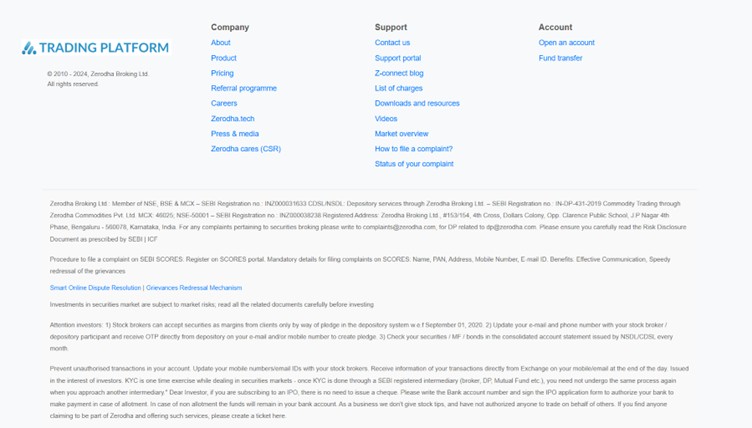 TRADING PLATFORM
© 2010 - 2024, Zerodha Broking Ltd.
All rights reserved.
Company
About
Product
Pricing
Referral programme
Careers
Zerodha.tech
Press & media
Zerodha cares (CSR)
Support
Contact us
Support portal
Z-connect blog
List of charges
Downloads and resources
Videos
Market overview
How to file a complaint?
Status of your complaint
Account
Open an account
Fund transfer
Zerodha Broking Ltd.: Member of NSE, BSE & MCX – SEBI Registration no.: INZ000031633 CDSL/NSDL: Depository services through Zerodha Broking Ltd. – SEBI Registration no.: IN-DP-431-2019 Commodity Trading through
Zerodha Commodities Pvt. Ltd. MCX: 46025; NSE-50001 – SEBI Registration no.: INZ000038238 Registered Address: Zerodha Broking Ltd., #153/154, 4th Cross, Dollars Colony, Opp. Clarence Public School, J.P Nagar 4th
Phase, Bengaluru - 560078, Karnataka, India. For any complaints pertaining to securities broking please write to complaints@zerodha.com, for DP related to dp@zerodha.com. Please ensure you carefully read the Risk Disclosure
Document as prescribed by SEBI | ICF
Procedure to file a complaint on SEBI SCORES: Register on SCORES portal. Mandatory details for filing complaints on SCORES: Name, PAN, Address, Mobile Number, E-mail ID. Benefits: Effective Communication, Speedy
redressal of the grievances
Smart Online Dispute Resolution | Grievances Redressal Mechanism
Investments in securities market are subject to market risks; read all the related documents carefully before investing
Attention investors: 1) Stock brokers can accept securities as margins from clients only by way of pledge in the depository system w.e.f September 01, 2020. 2) Update your e-mail and phone number with your stock broker /
depository participant and receive OTP directly from depository on your e-mail and/or mobile number to create pledge. 3) Check your securities / MF / bonds in the consolidated account statement issued by NSDL/CDSL every
month.
Prevent unauthorised transactions in your account. Update your mobile numbers/email IDs with your stock brokers. Receive information of your transactions directly from Exchange on your mobile/email at the end of the day. Issued
in the interest of investors. KYC is one time exercise while dealing in securities markets - once KYC is done through a SEBI registered intermediary (broker, DP, Mutual Fund etc.), you need not undergo the same process again
when you approach another intermediary." Dear Investor, if you are subscribing to an IPO, there is no need to issue a cheque. Please write the Bank account number and sign the IPO application form to authorize your bank to
make payment in case of allotment. In case of non allotment the funds will remain in your bank account. As a business we don't give stock tips, and have not authorized anyone to trade on behalf of others. If you find anyone
claiming to be part of Zerodha and offering such services, please create a ticket here.